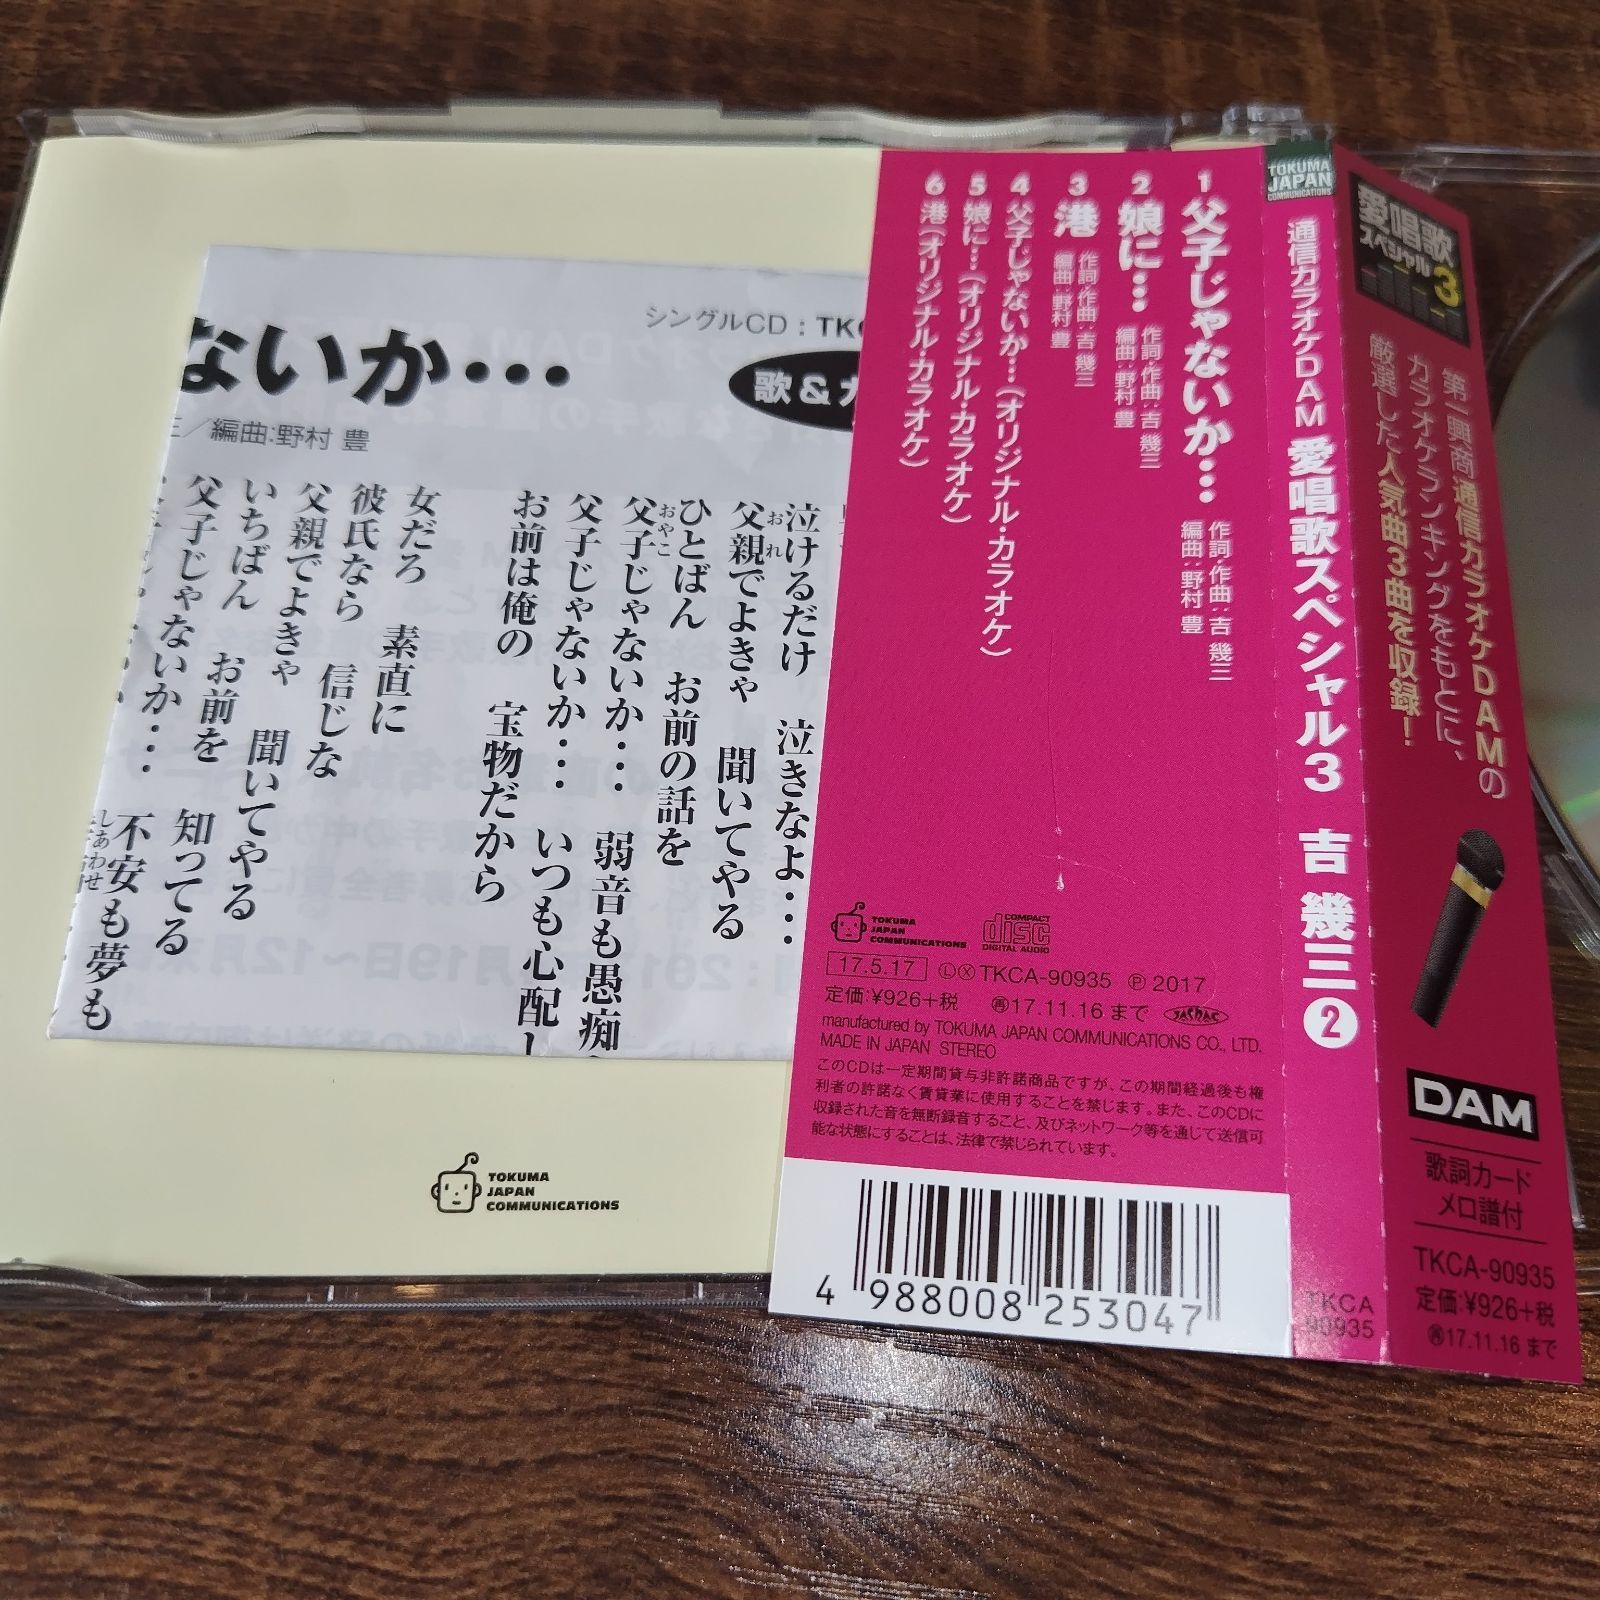 シングルCD：TK
ないか…
歌＆カ
／編曲:野村 豊
泣けるだけ 泣きなよ…
父親でよきゃ 聞いてやる
おれ
ひとばん お前の話を
父子じゃないか… 弱音も愚痴
おやこ
父子じゃないか… いつも心配し
お前は俺の 宝物だから
女だろ 素直に
彼氏なら 信じな
父親でよきゃ 聞いてやる
いちばん お前を 知ってる
父子じゃないか… 不安も夢も
しあわせ
TOKUMA
JAPAN
COMMUNICATIONS
1 父子じゃないか…
作詞・作曲：吉 幾三
編曲：野村 豊
2 娘に…
作詞・作曲：吉 幾三
編曲：野村 豊
3 港
作詞・作曲：吉 幾三
編曲：野村 豊
4 父子じゃないか…（オリジナル・カラオケ）
5 娘に…（オリジナル・カラオケ）
6 港（オリジナル・カラオケ）
TOKUMA
JAPAN
COMMUNICATIONS
COMPACT
disc
DIGITAL AUDIO
17.5.17 ⓁⓍTKCA-90935 Ⓟ 2017
定価:¥926+税 ㊢17.11.16 まで JASRAC
manufactured by TOKUMA JAPAN COMMUNICATIONS CO., LTD.
MADE IN JAPAN STEREO
このCDは一定期間貸与非許諾商品ですが、この期間経過後も権
利者の許諾なく賃貸業に使用することを禁じます。また、このCDに
収録された音を無断録音すること、及びネットワーク等を通じて送信可
能な状態にすることは、法律で禁じられています。
4 988008 253047
TOKUMA
JAPAN
COMMUNICATIONS
通信カラオケDAM 愛唱歌スペシャル3 吉 幾三❷
TKCA
90935
愛唱歌
スペシャル3
第一興商通信カラオケDAMの
カラオケランキングをもとに、
厳選した人気曲3曲を収録！
DAM
歌詞カード
メロ譜付
TKCA-90935
定価:¥926+税
㊢17.11.16 まで